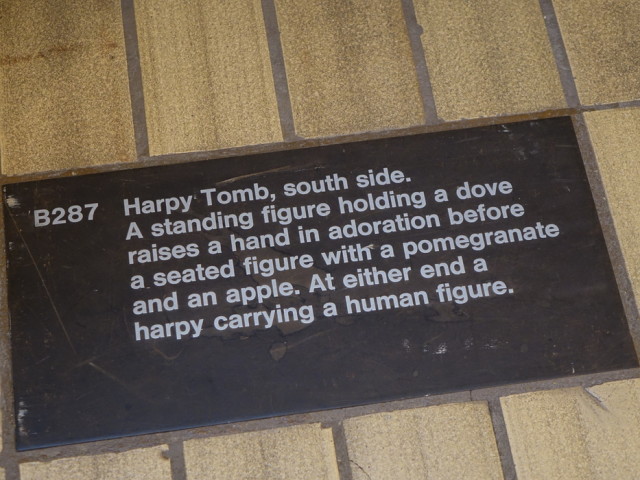 B287 Harpy Tomb, south side.
A standing figure holding a dove
raises a hand in adoration before
a seated figure with a pomegranate
and an apple. At either end a
harpy carrying a human figure.